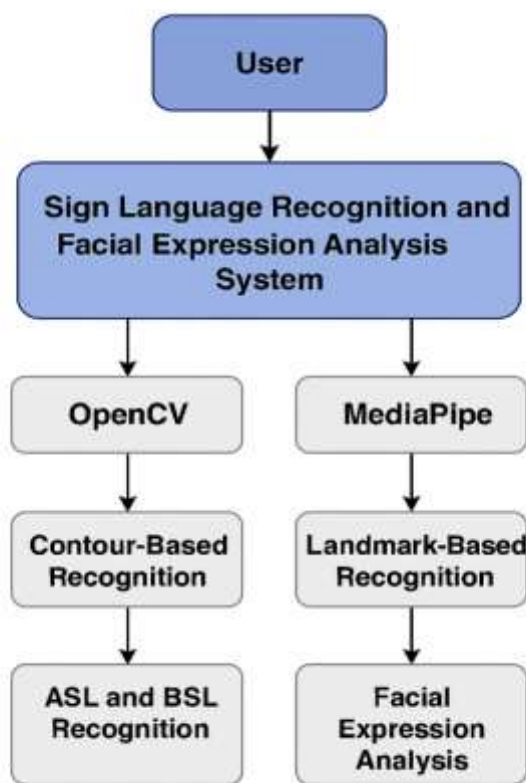 User
Sign Language Recognition and
Facial Expression Analysis
System
OpenCV
MediaPipe
Contour-Based
Recognition
Landmark-Based
Recognition
ASL and BSL
Recognition
Facial
Expression
Analysis